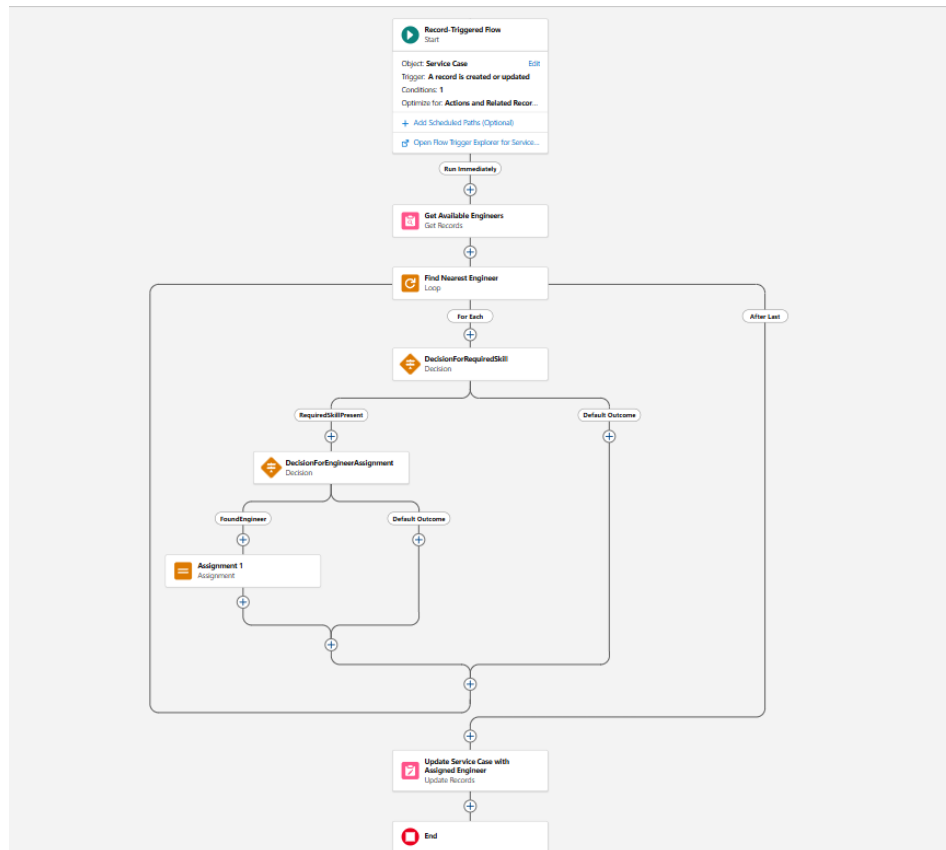 Record-Triggered Flow
Start
Object: Service Case Edit
Trigger: A record is created or updated
Conditions: 1
Optimize for: Actions and Related Recor...
+ Add Scheduled Paths (Optional)
Open Flow Trigger Explorer for Service...
Run Immediately
Get Available Engineers
Get Records
Find Nearest Engineer
Loop
For Each
After Last
DecisionForRequiredSkill
Decision
RequiredSkillPresent
Default Outcome
DecisionForEngineerAssignment
Decision
FoundEngineer
Default Outcome
Assignment 1
Assignment
Update Service Case with
Assigned Engineer
Update Records
End